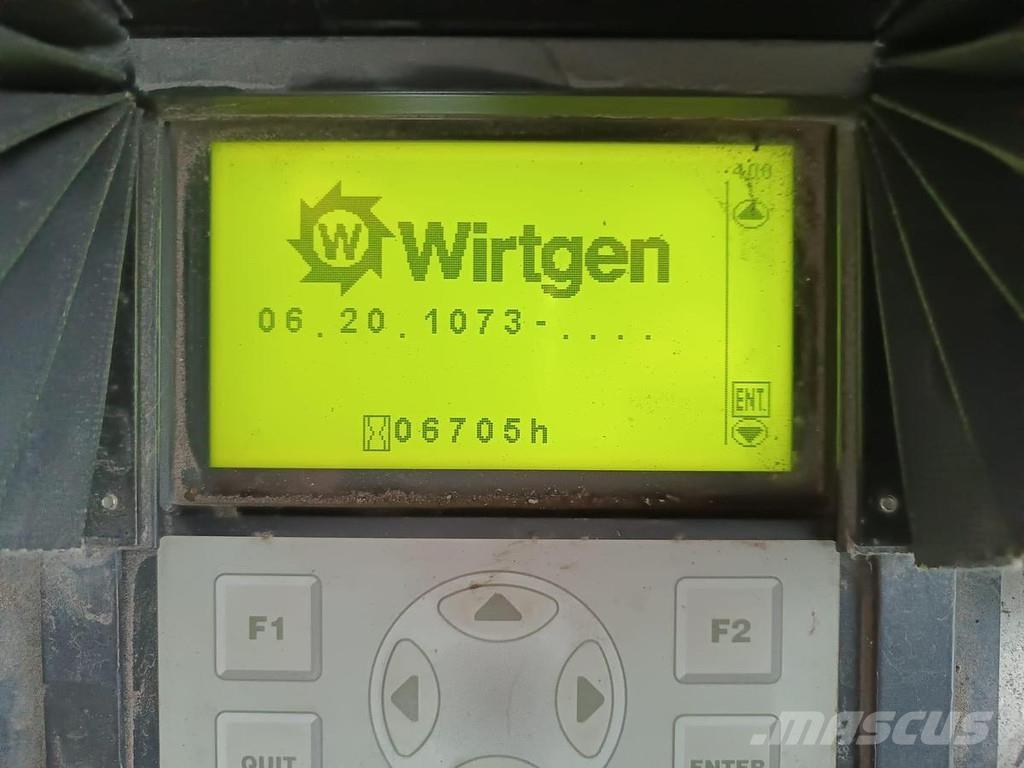 400
W Wirtgen
06.20.1073-....
ENT.
06705h
F1
F2
QUIT
ENTER
MASCUS